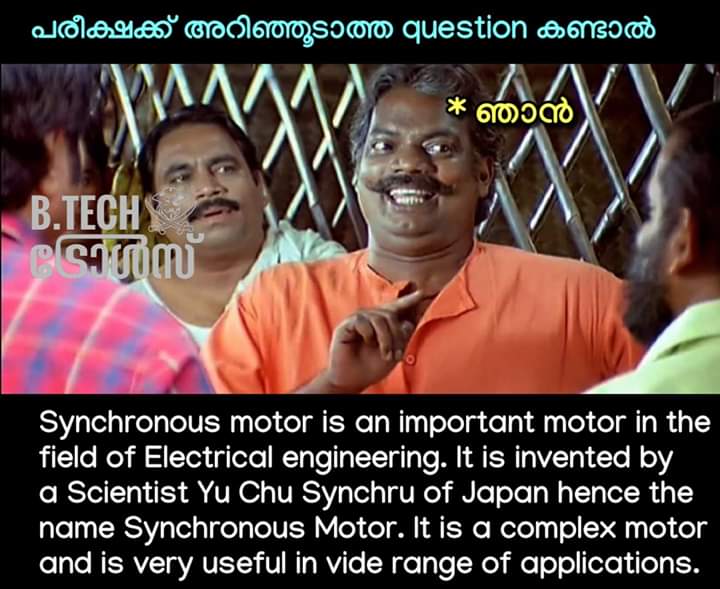 പരീക്ഷക്ക് അറിഞ്ഞൂടാത്ത question കണ്ടാൽ
* ഞാൻ
B.TECH
ട്രോൾസ്
Synchronous motor is an important motor in the
field of Electrical engineering. It is invented by
a Scientist Yu Chu Synchru of Japan hence the
name Synchronous Motor. It is a complex motor
and is very useful in vide range of applications.